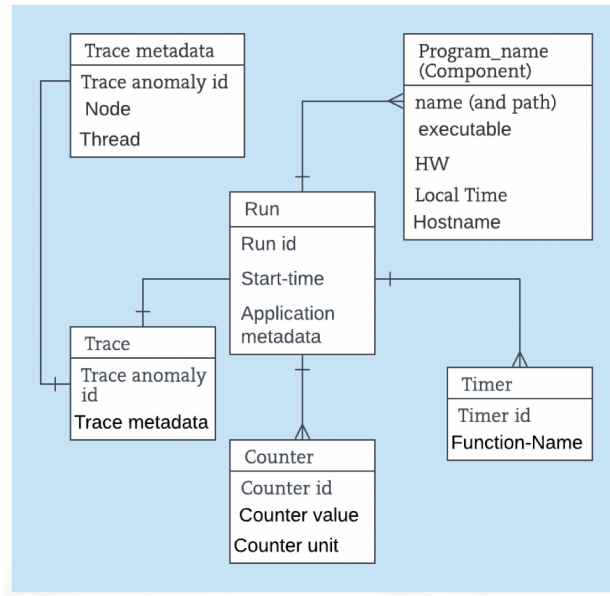 Trace metadata
Trace anomaly id
Node
Thread
Program_name
(Component)
name (and path)
executable
HW
Local Time
Hostname
Run
Run id
Start-time
Application
metadata
Trace
Trace anomaly
id
Trace metadata
Timer
Timer id
Function-Name
Counter
Counter id
Counter value
Counter unit